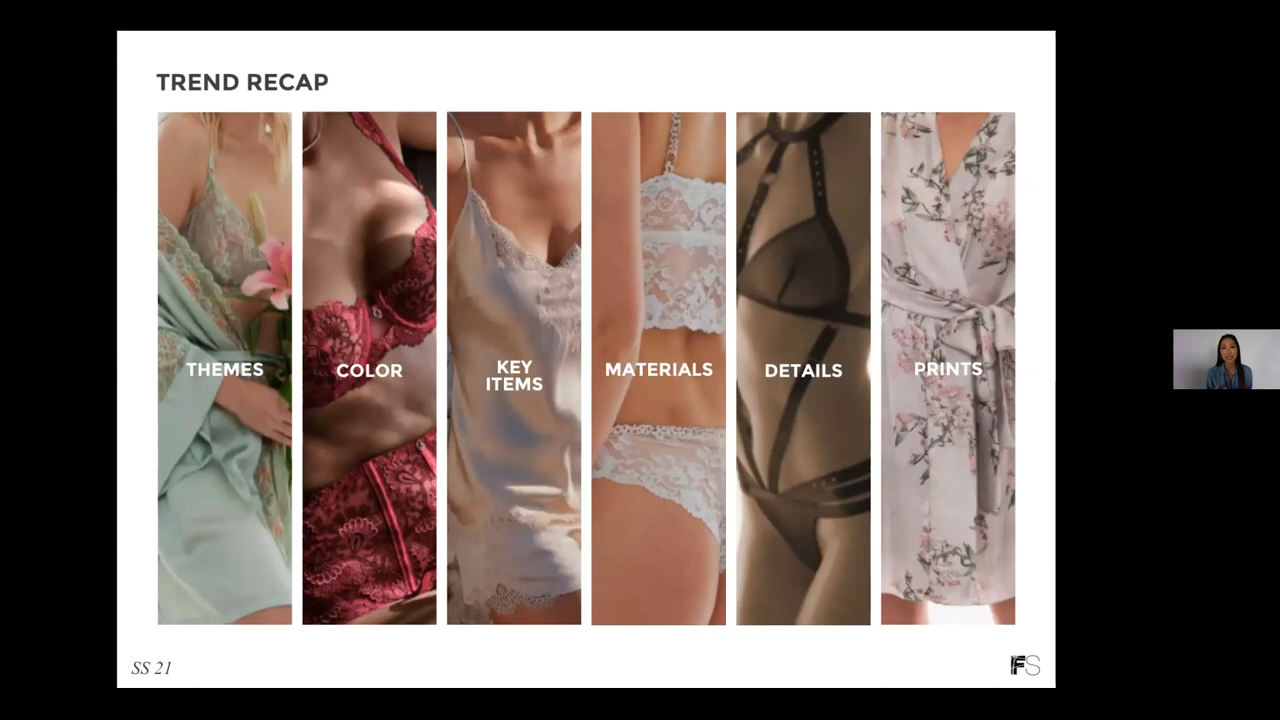 TREND RECAP
THEMES
COLOR
KEY
ITEMS
MATERIALS
DETAILS
PRINTS
SS 21
FS